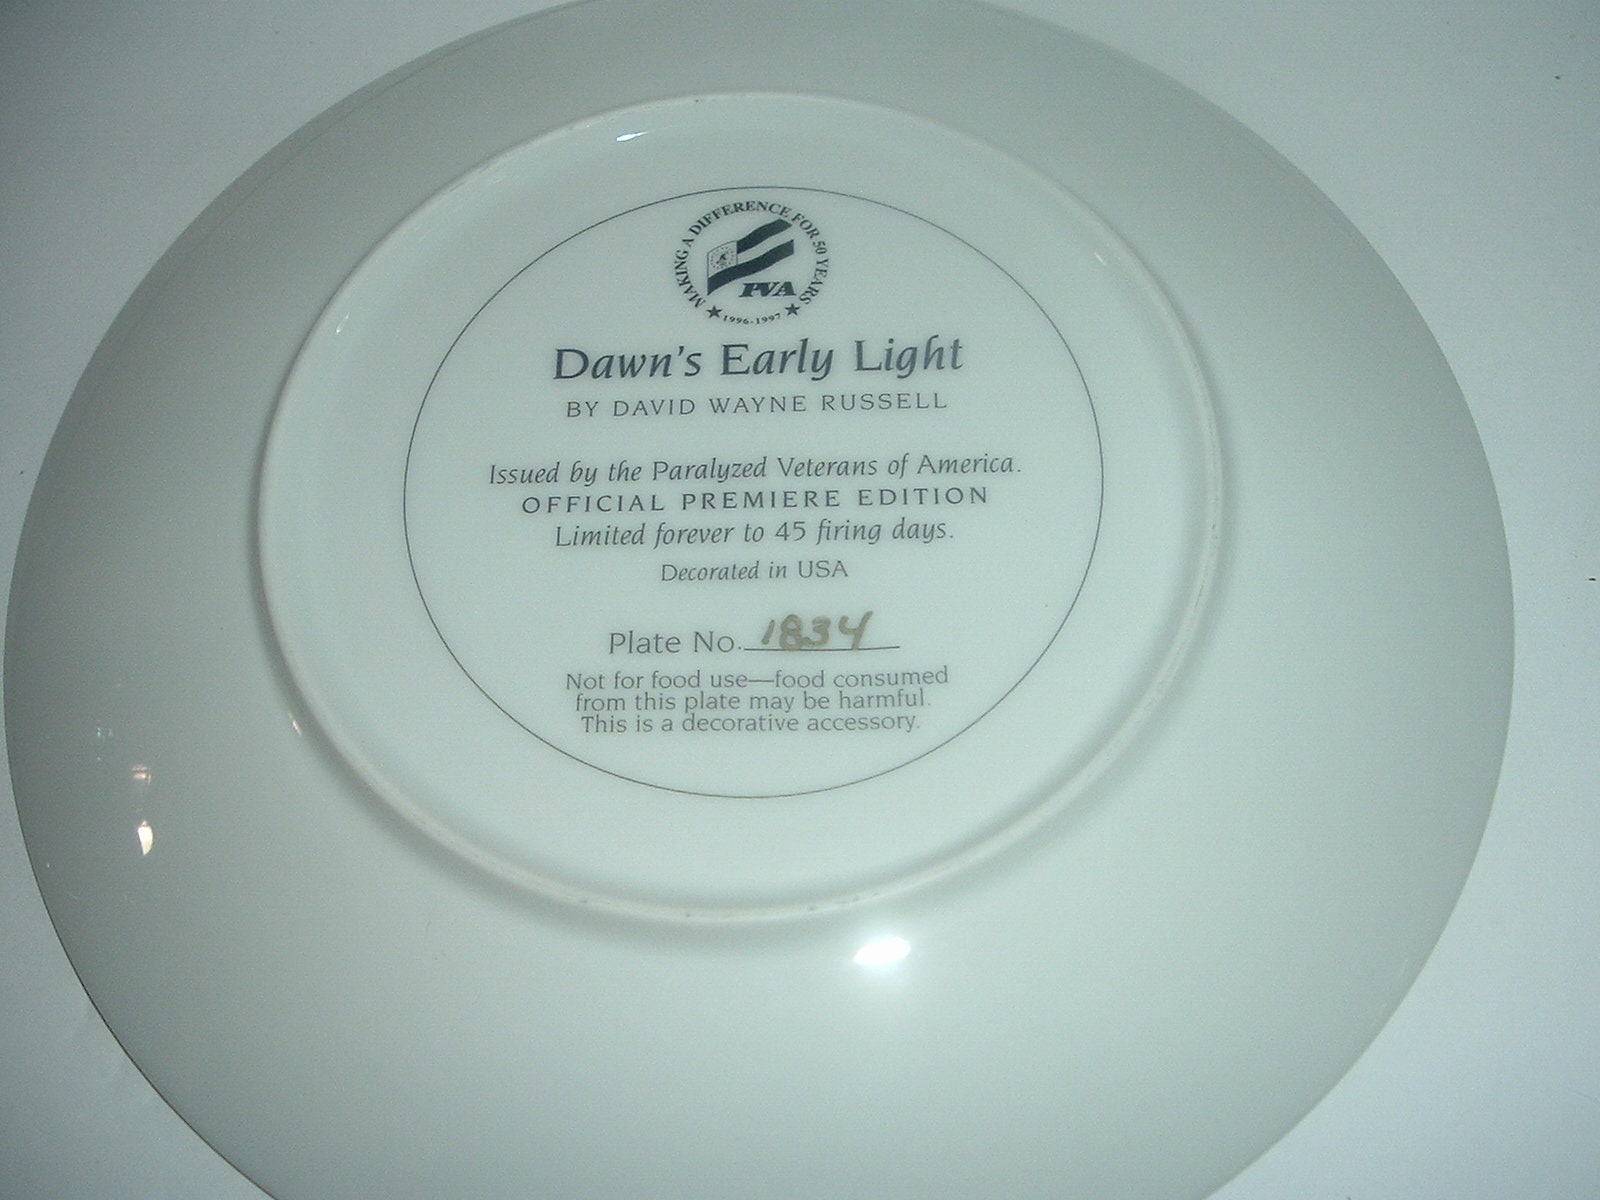 MAKING A DIFFERENCE FOR 50 YEARS
PVA
★ 1996-1997 ★
Dawn's Early Light
BY DAVID WAYNE RUSSELL
Issued by the Paralyzed Veterans of America.
OFFICIAL PREMIERE EDITION
Limited forever to 45 firing days.
Decorated in USA
Plate No. 1834
Not for food use—food consumed
from this plate may be harmful.
This is a decorative accessory.